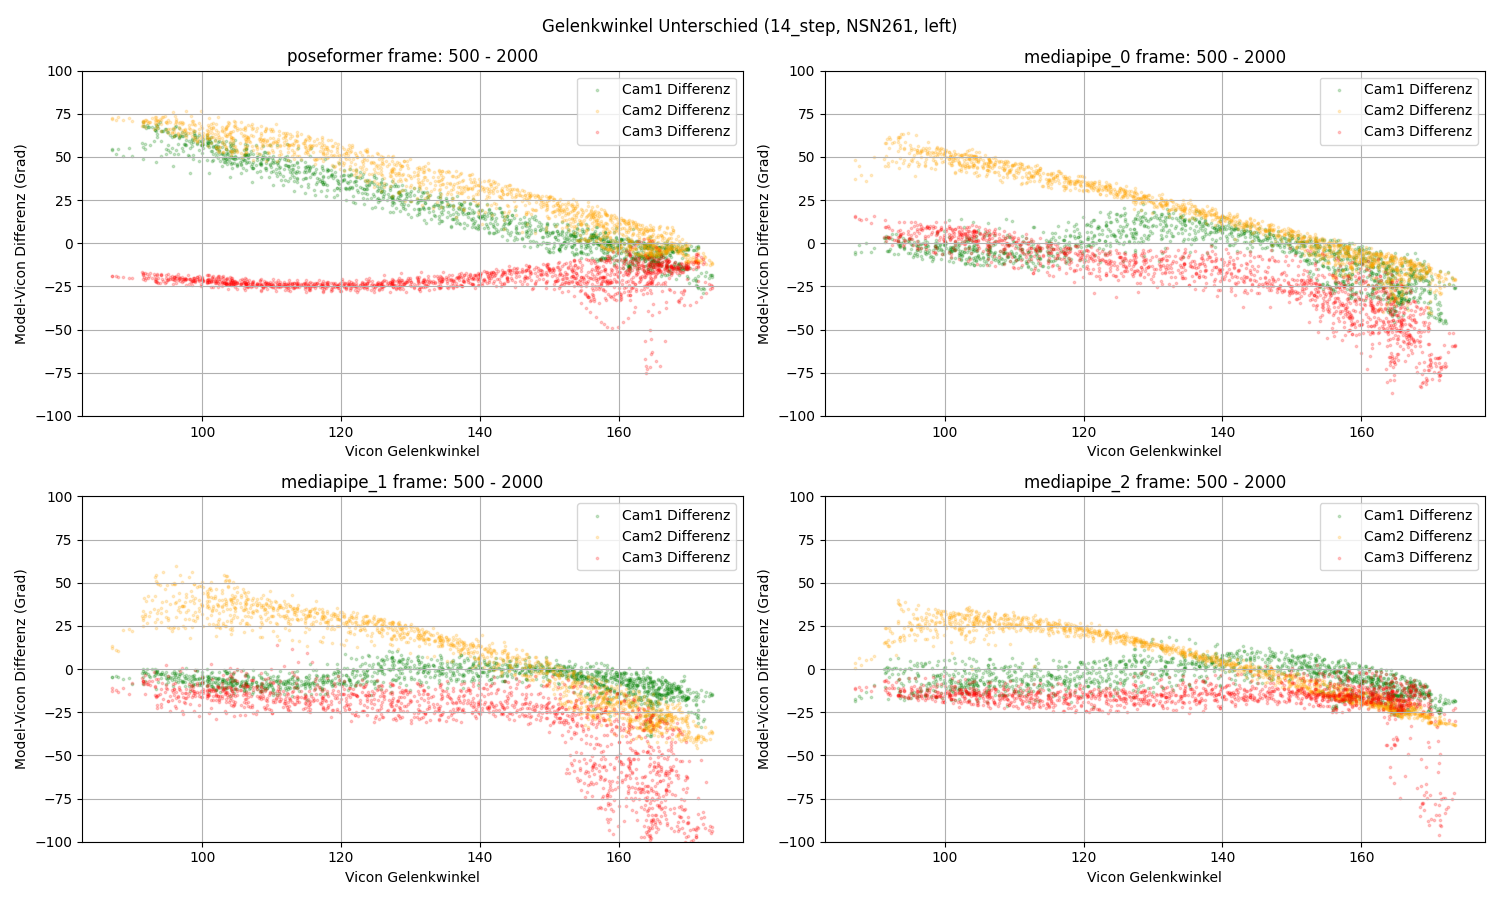 Gelenkwinkel Unterschied (14_step, NSN261, left)
poseformer frame: 500 - 2000
100
75
50
25
0
−25
−50
−75
−100
Model-Vicon Differenz (Grad)
Cam1 Differenz
Cam2 Differenz
Cam3 Differenz
100 120 140 160
Vicon Gelenkwinkel
mediapipe_0 frame: 500 - 2000
100
75
50
25
0
−25
−50
−75
−100
Model-Vicon Differenz (Grad)
Cam1 Differenz
Cam2 Differenz
Cam3 Differenz
100 120 140 160
Vicon Gelenkwinkel
mediapipe_1 frame: 500 - 2000
100
75
50
25
0
−25
−50
−75
−100
Model-Vicon Differenz (Grad)
Cam1 Differenz
Cam2 Differenz
Cam3 Differenz
100 120 140 160
Vicon Gelenkwinkel
mediapipe_2 frame: 500 - 2000
100
75
50
25
0
−25
−50
−75
−100
Model-Vicon Differenz (Grad)
Cam1 Differenz
Cam2 Differenz
Cam3 Differenz
100 120 140 160
Vicon Gelenkwinkel